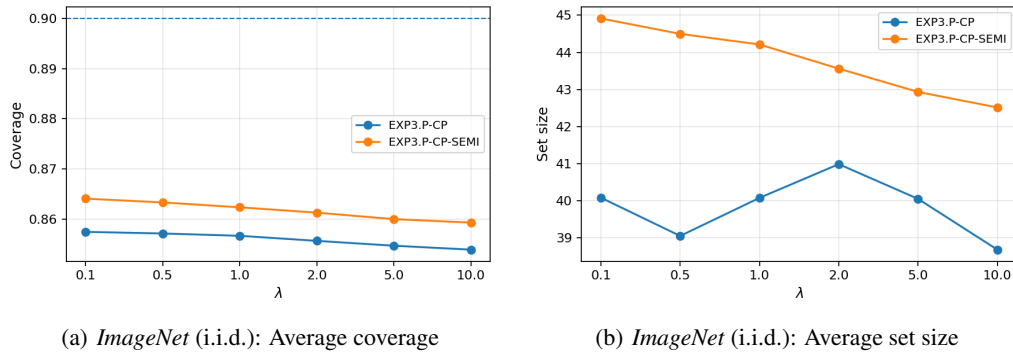 0.90
0.89
0.88
0.87
0.86
Coverage
EXP3.P-CP
EXP3.P-CP-SEMI
0.1 0.5 1.0 2.0 5.0 10.0
λ
(a) ImageNet (i.i.d.): Average coverage
45
44
43
42
41
40
39
Set size
EXP3.P-CP
EXP3.P-CP-SEMI
0.1 0.5 1.0 2.0 5.0 10.0
λ
(b) ImageNet (i.i.d.): Average set size